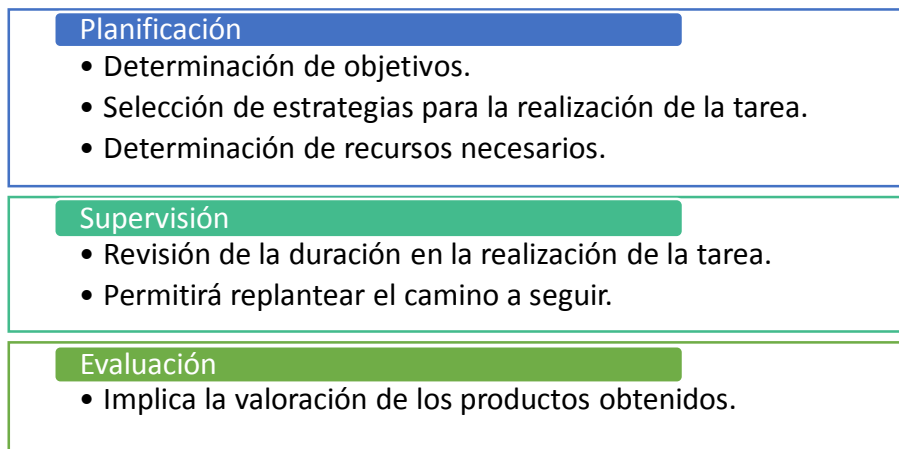 Planificación
• Determinación de objetivos.
• Selección de estrategias para la realización de la tarea.
• Determinación de recursos necesarios.
Supervisión
• Revisión de la duración en la realización de la tarea.
• Permitirá replantear el camino a seguir.
Evaluación
• Implica la valoración de los productos obtenidos.